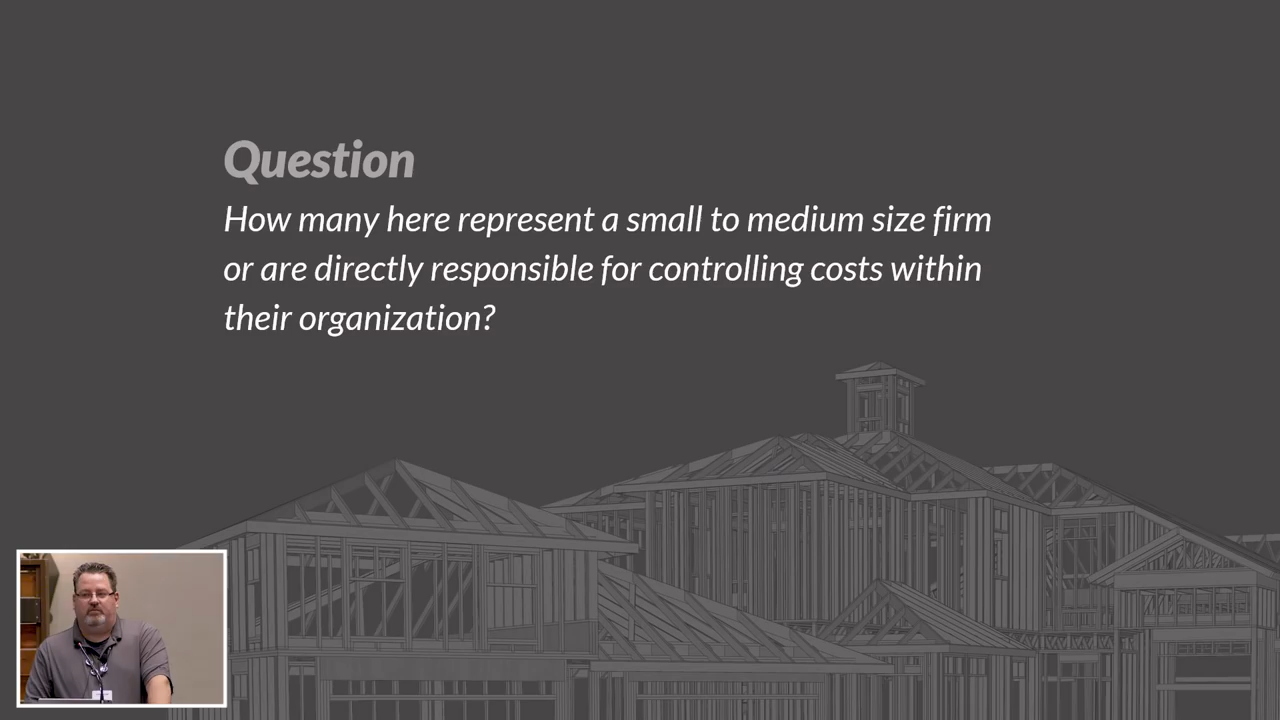 Question
How many here represent a small to medium size firm
or are directly responsible for controlling costs within
their organization?